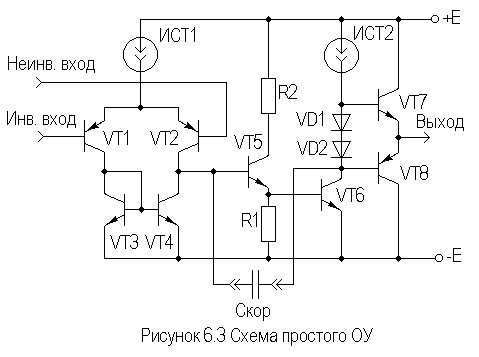 ИСТ1
ИСТ2
+E
Неинв. вход
R2
VT7
Инв. вход
VD1
Выход
VT1
VT2
VT5
VD2
VT8
VT6
R1
VT3
VT4
-E
Скор
Рисунок 6.3 Схема простого ОУ